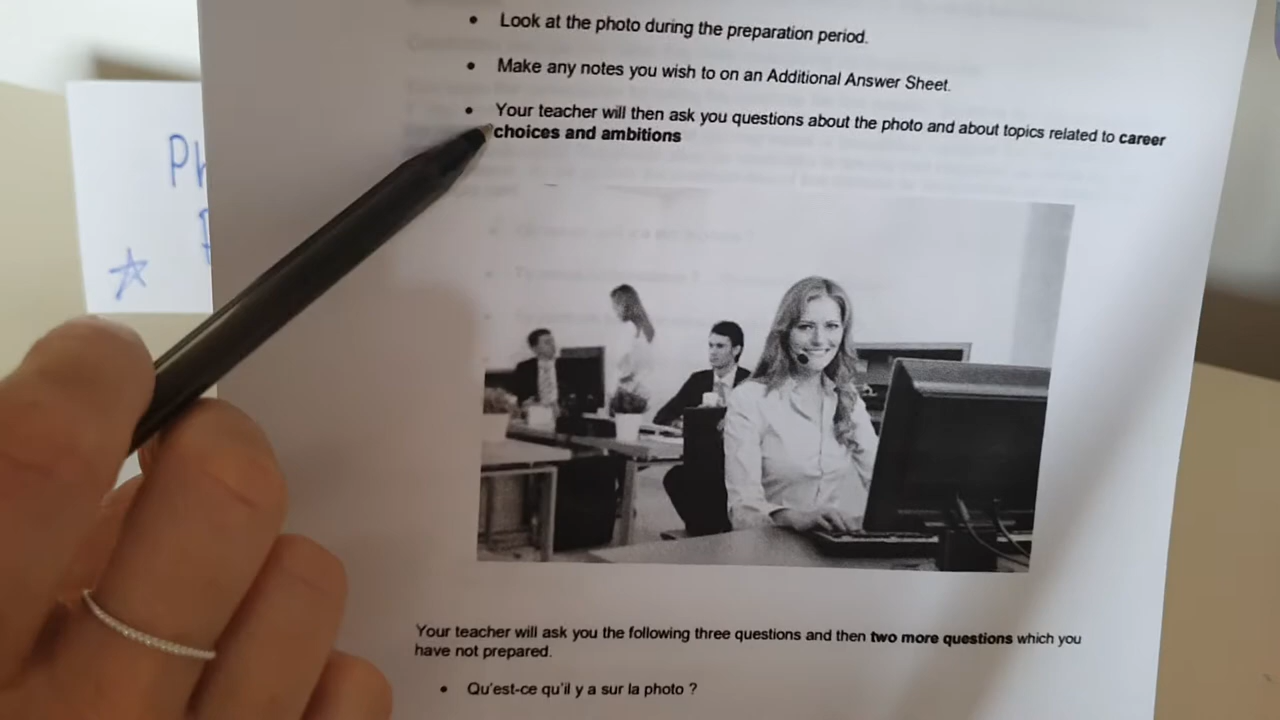 Look at the photo during the preparation period.
Make any notes you wish to on an Additional Answer Sheet.
Your teacher will then ask you questions about the photo and about topics related to career
choices and ambitions
Your teacher will ask you the following three questions and then two more questions which you
have not prepared.
Qu'est-ce qu'il y a sur la photo ?